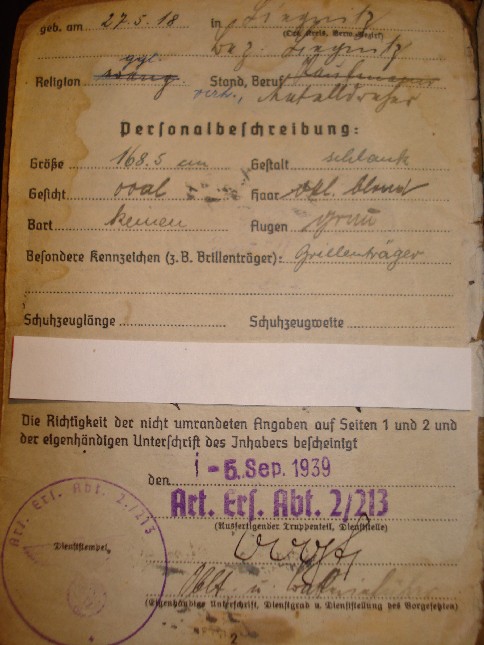 geb. am 27.5.18 in Liegnitz
(Ort, Kreis, Verw.-Bezirk)
Bez. Liegnitz
ggl.
Religion evang. Stand, Beruf Kaufmann
verh., Metalldreher
Personalbeschreibung:
Größe 168.5 cm Gestalt schlank
Gesicht oval Haar dkl. blond
Bart keinen Augen grau
Besondere Kennzeichen (z.B. Brillenträger): Brillenträger
Schuhzeuglänge Schuhzeugweite
Die Richtigkeit der nicht umrandeten Angaben auf Seiten 1 und 2 und
der eigenhändigen Unterschrift des Inhabers bescheinigt
den - 5. Sep. 1939
Art. Ers. Abt. 2/213
(Ausfertigender Truppenteil, Dienststelle)
Art. Ers. Abt. 2./213
Dienststempel
Oblt u.
(Eigenhändige Unterschrift, Dienstgrad u. Dienststellung des Vorgesetzten)
2